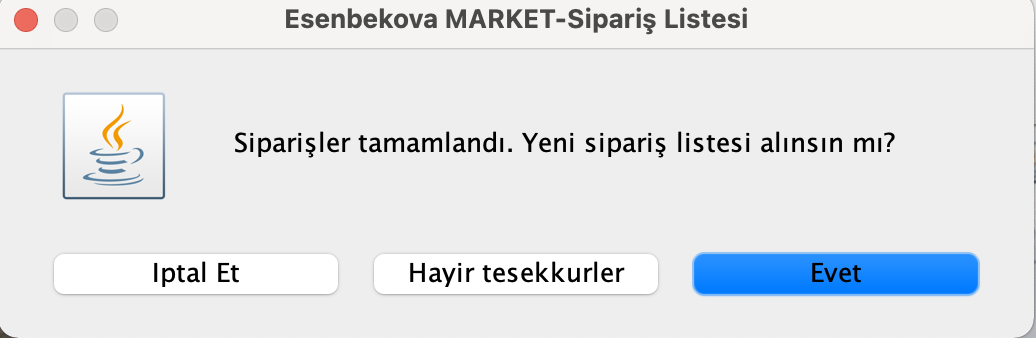 Esenbekova MARKET-Sipariş Listesi
Siparişler tamamlandı. Yeni sipariş listesi alınsın mı?
Iptal Et
Hayir tesekkurler
Evet